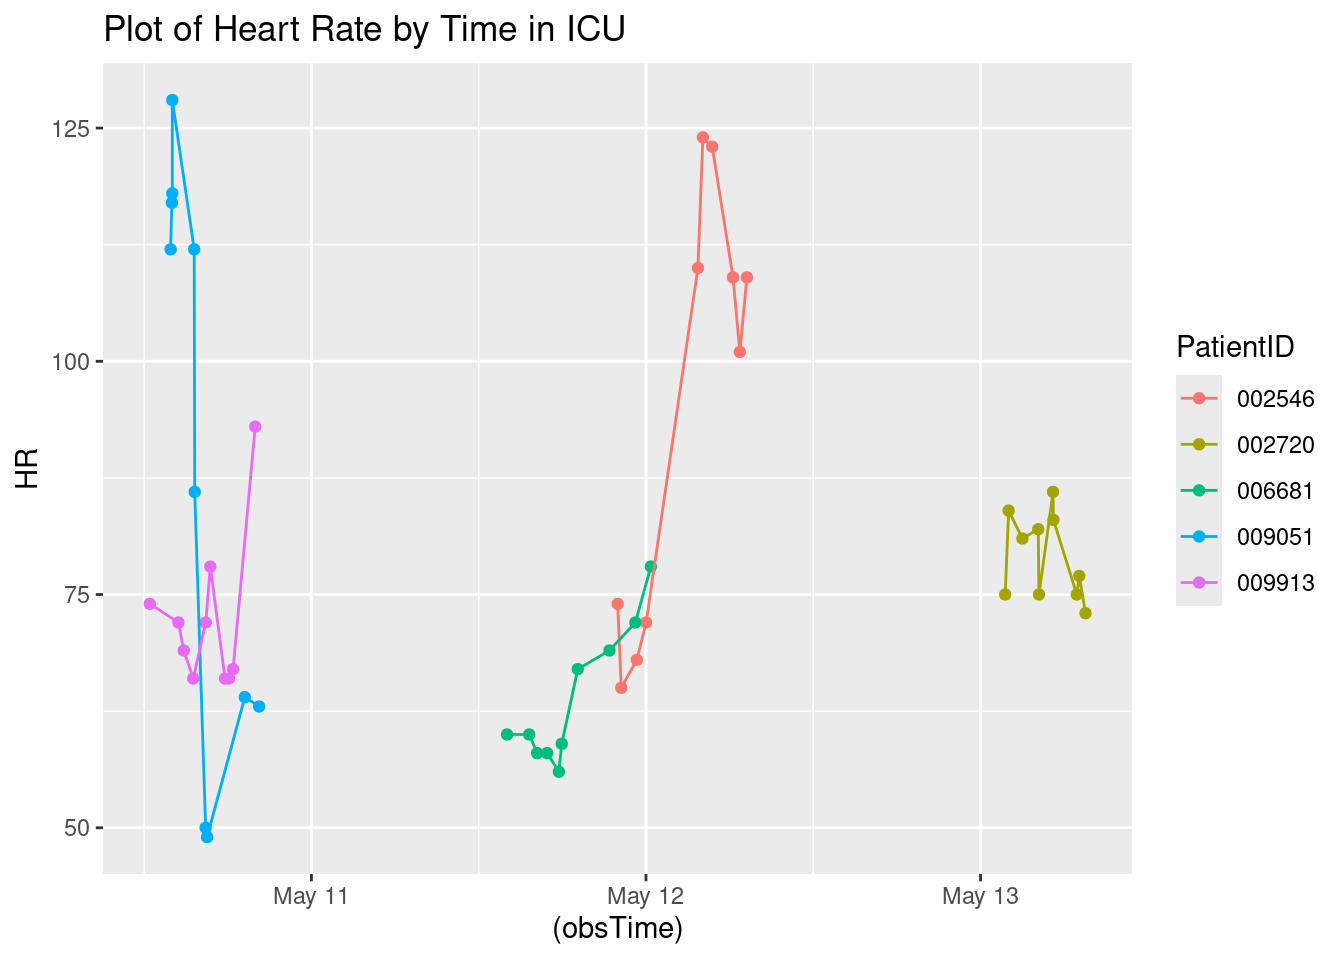 Plot of Heart Rate by Time in ICU
125
100
75
50
HR
May 11
May 12
May 13
(obsTime)
PatientID
002546
002720
006681
009051
009913